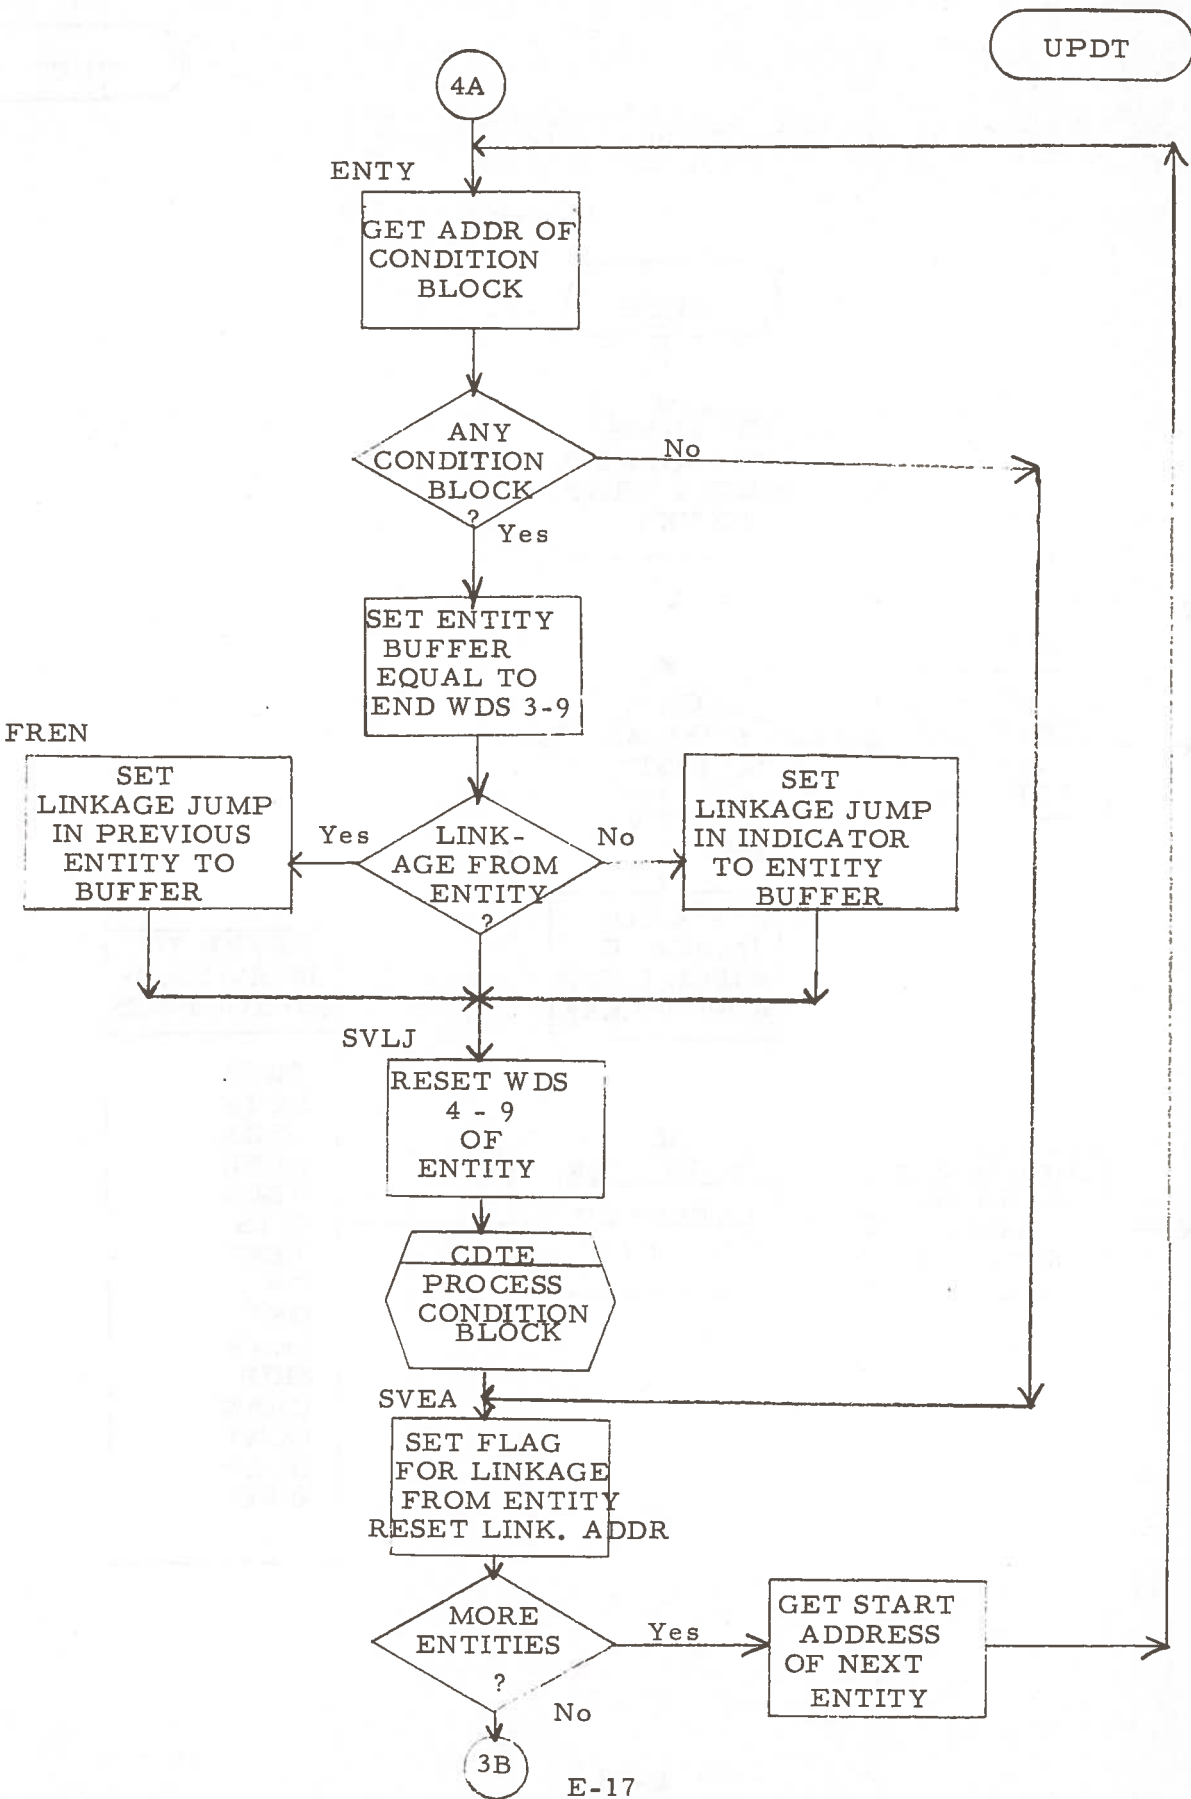 UPDT
4A
ENTY
GET ADDR OF
CONDITION
BLOCK
ANY
CONDITION
BLOCK
?
No
Yes
SET ENTITY
BUFFER
EQUAL TO
END WDS 3-9
FREN
SET
LINKAGE JUMP
IN PREVIOUS
ENTITY TO
BUFFER
Yes
LINK-
AGE FROM
ENTITY
?
No
SET
LINKAGE JUMP
IN INDICATOR
TO ENTITY
BUFFER
SVLJ
RESET WDS
4 - 9
OF
ENTITY
CDTE
PROCESS
CONDITION
BLOCK
SVEA
SET FLAG
FOR LINKAGE
FROM ENTITY
RESET LINK. ADDR
MORE
ENTITIES
?
Yes
No
GET START
ADDRESS
OF NEXT
ENTITY
3B
E-17